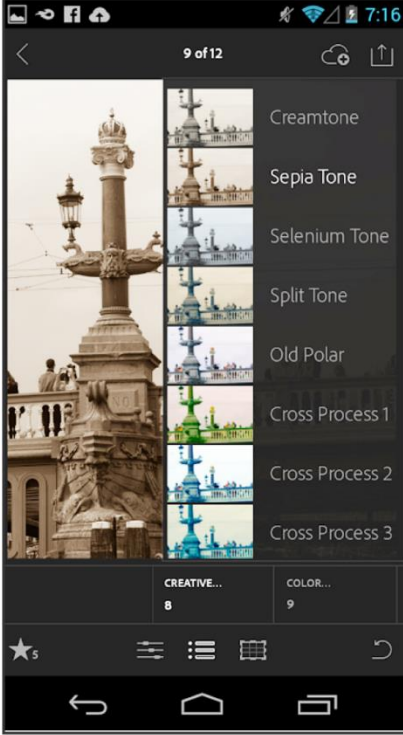 7:16
9 of 12
Creamtone
Sepia Tone
Selenium Tone
Split Tone
Old Polar
Cross Process 1
Cross Process 2
Cross Process 3
CREATIVE...
8
COLOR...
9
5